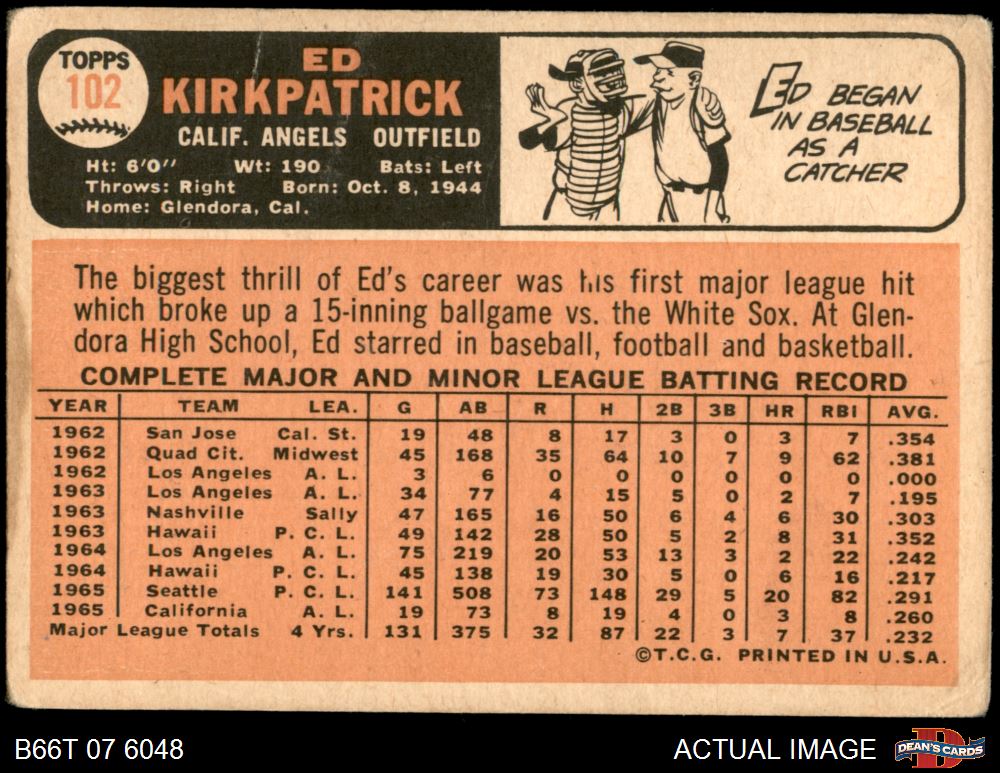 TOPPS
102
ED
KIRKPATRICK
CALIF. ANGELS OUTFIELD
Ht: 6'0" Wt: 190 Bats: Left
Throws: Right Born: Oct. 8, 1944
Home: Glendora, Cal.
ED BEGAN
IN BASEBALL
AS A
CATCHER
The biggest thrill of Ed's career was his first major league hit
which broke up a 15-inning ballgame vs. the White Sox. At Glen-
dora High School, Ed starred in baseball, football and basketball.
COMPLETE MAJOR AND MINOR LEAGUE BATTING RECORD
YEAR TEAM LEA. G AB R H 2B 3B HR RBI AVG.
1962 San Jose Cal. St. 19 48 8 17 3 0 3 7 .354
1962 Quad Cit. Midwest 45 168 35 64 10 7 9 62 .381
1962 Los Angeles A. L. 3 6 0 0 0 0 0 0 .000
1963 Los Angeles A. L. 34 77 4 15 5 0 2 7 .195
1963 Nashville Sally 47 165 16 50 6 4 6 30 .303
1963 Hawaii P. C. L. 49 142 28 50 5 2 8 31 .352
1964 Los Angeles A. L. 75 219 20 53 13 3 2 22 .242
1964 Hawaii P. C. L. 45 138 19 30 5 0 6 16 .217
1965 Seattle P. C. L. 141 508 73 148 29 5 20 82 .291
1965 California A. L. 19 73 8 19 4 0 3 8 .260
Major League Totals 4 Yrs. 131 375 32 87 22 3 7 37 .232
©T.C.G. PRINTED IN U.S.A.
B66T 07 6048 ACTUAL IMAGE DEAN'S CARDS